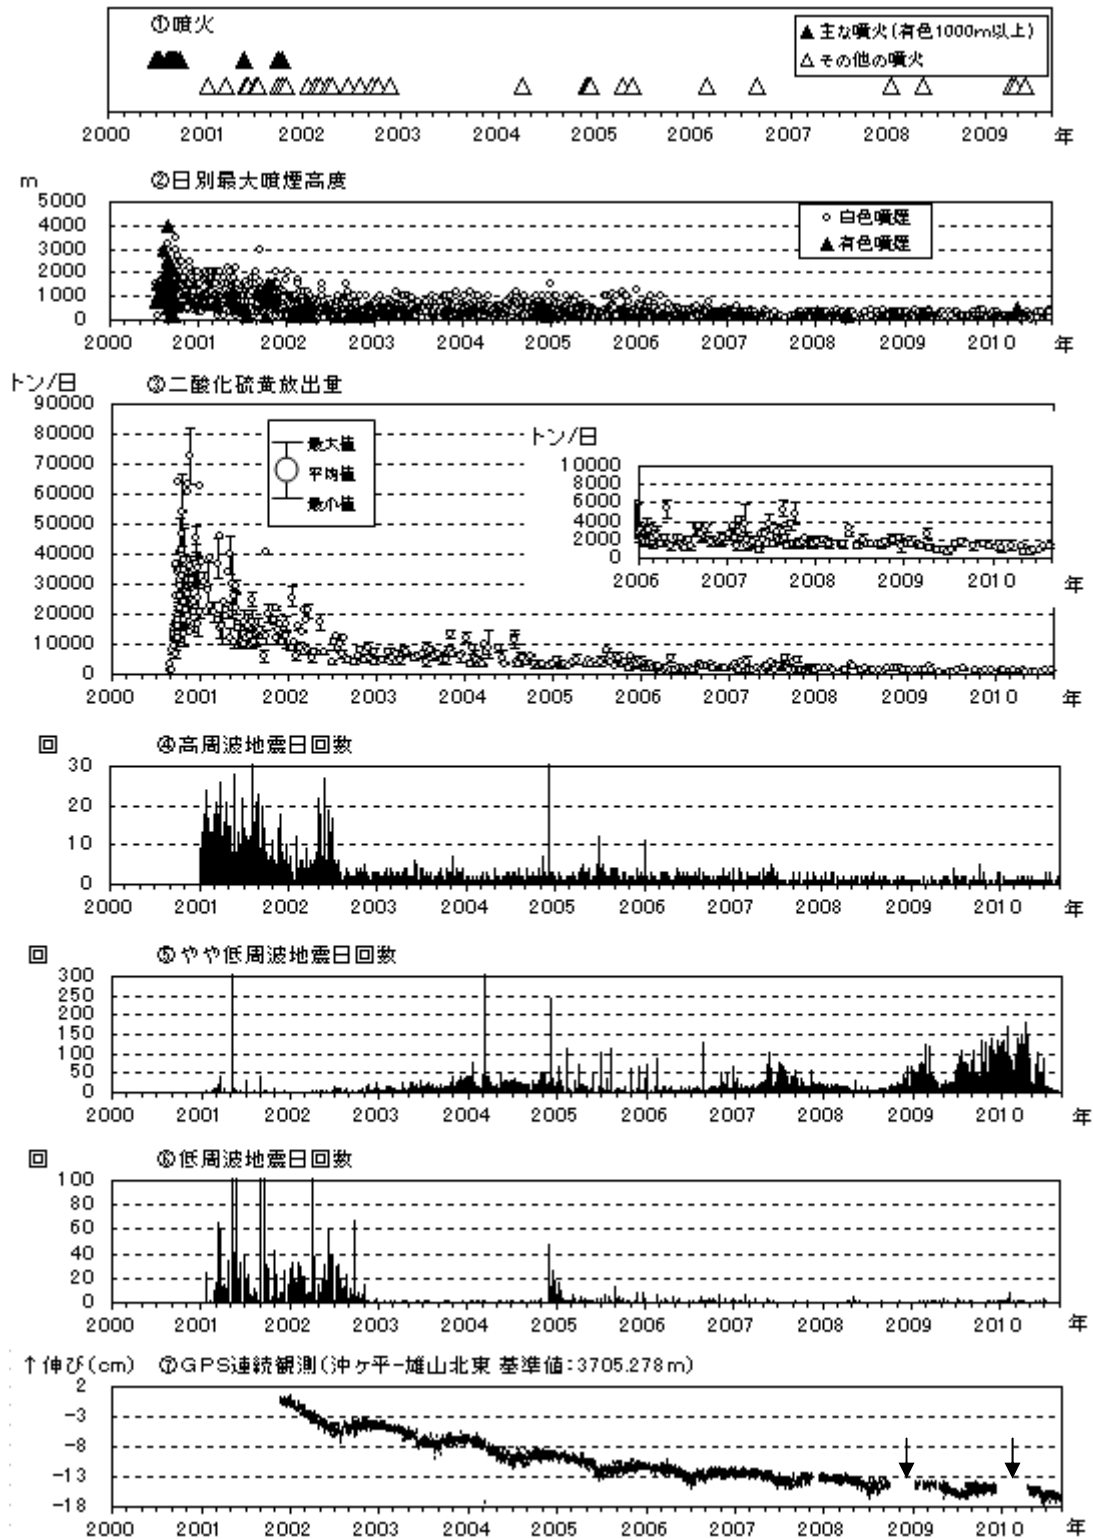 ①噴火
▲ 主な噴火(有色1000m以上)
△ その他の噴火
2000 2001 2002 2003 2004 2005 2006 2007 2008 2009 年
m ②日別最大噴煙高度
5000
4000
3000
2000
1000
0
○ 白色噴煙
▲ 有色噴煙
2000 2001 2002 2003 2004 2005 2006 2007 2008 2009 2010 年
トン/日 ③二酸化硫黄放出量
90000
80000
70000
60000
50000
40000
30000
20000
10000
0
最大値
平均値
最小値
トン/日
10000
8000
6000
4000
2000
0
2006 2007 2008 2009 2010 年
2000 2001 2002 2003 2004 2005 2006 2007 2008 2009 2010 年
回 ④高周波地震日回数
30
20
10
0
2000 2001 2002 2003 2004 2005 2006 2007 2008 2009 2010 年
回 ⑤やや低周波地震日回数
300
250
200
150
100
50
0
2000 2001 2002 2003 2004 2005 2006 2007 2008 2009 2010 年
回 ⑥低周波地震日回数
100
80
60
40
20
0
2000 2001 2002 2003 2004 2005 2006 2007 2008 2009 2010 年
↑伸び(cm) ⑦GPS連続観測(沖ヶ平-雄山北東 基準値:3705.278m)
2
-3
-8
-13
-18
2000 2001 2002 2003 2004 2005 2006 2007 2008 2009 2010 年